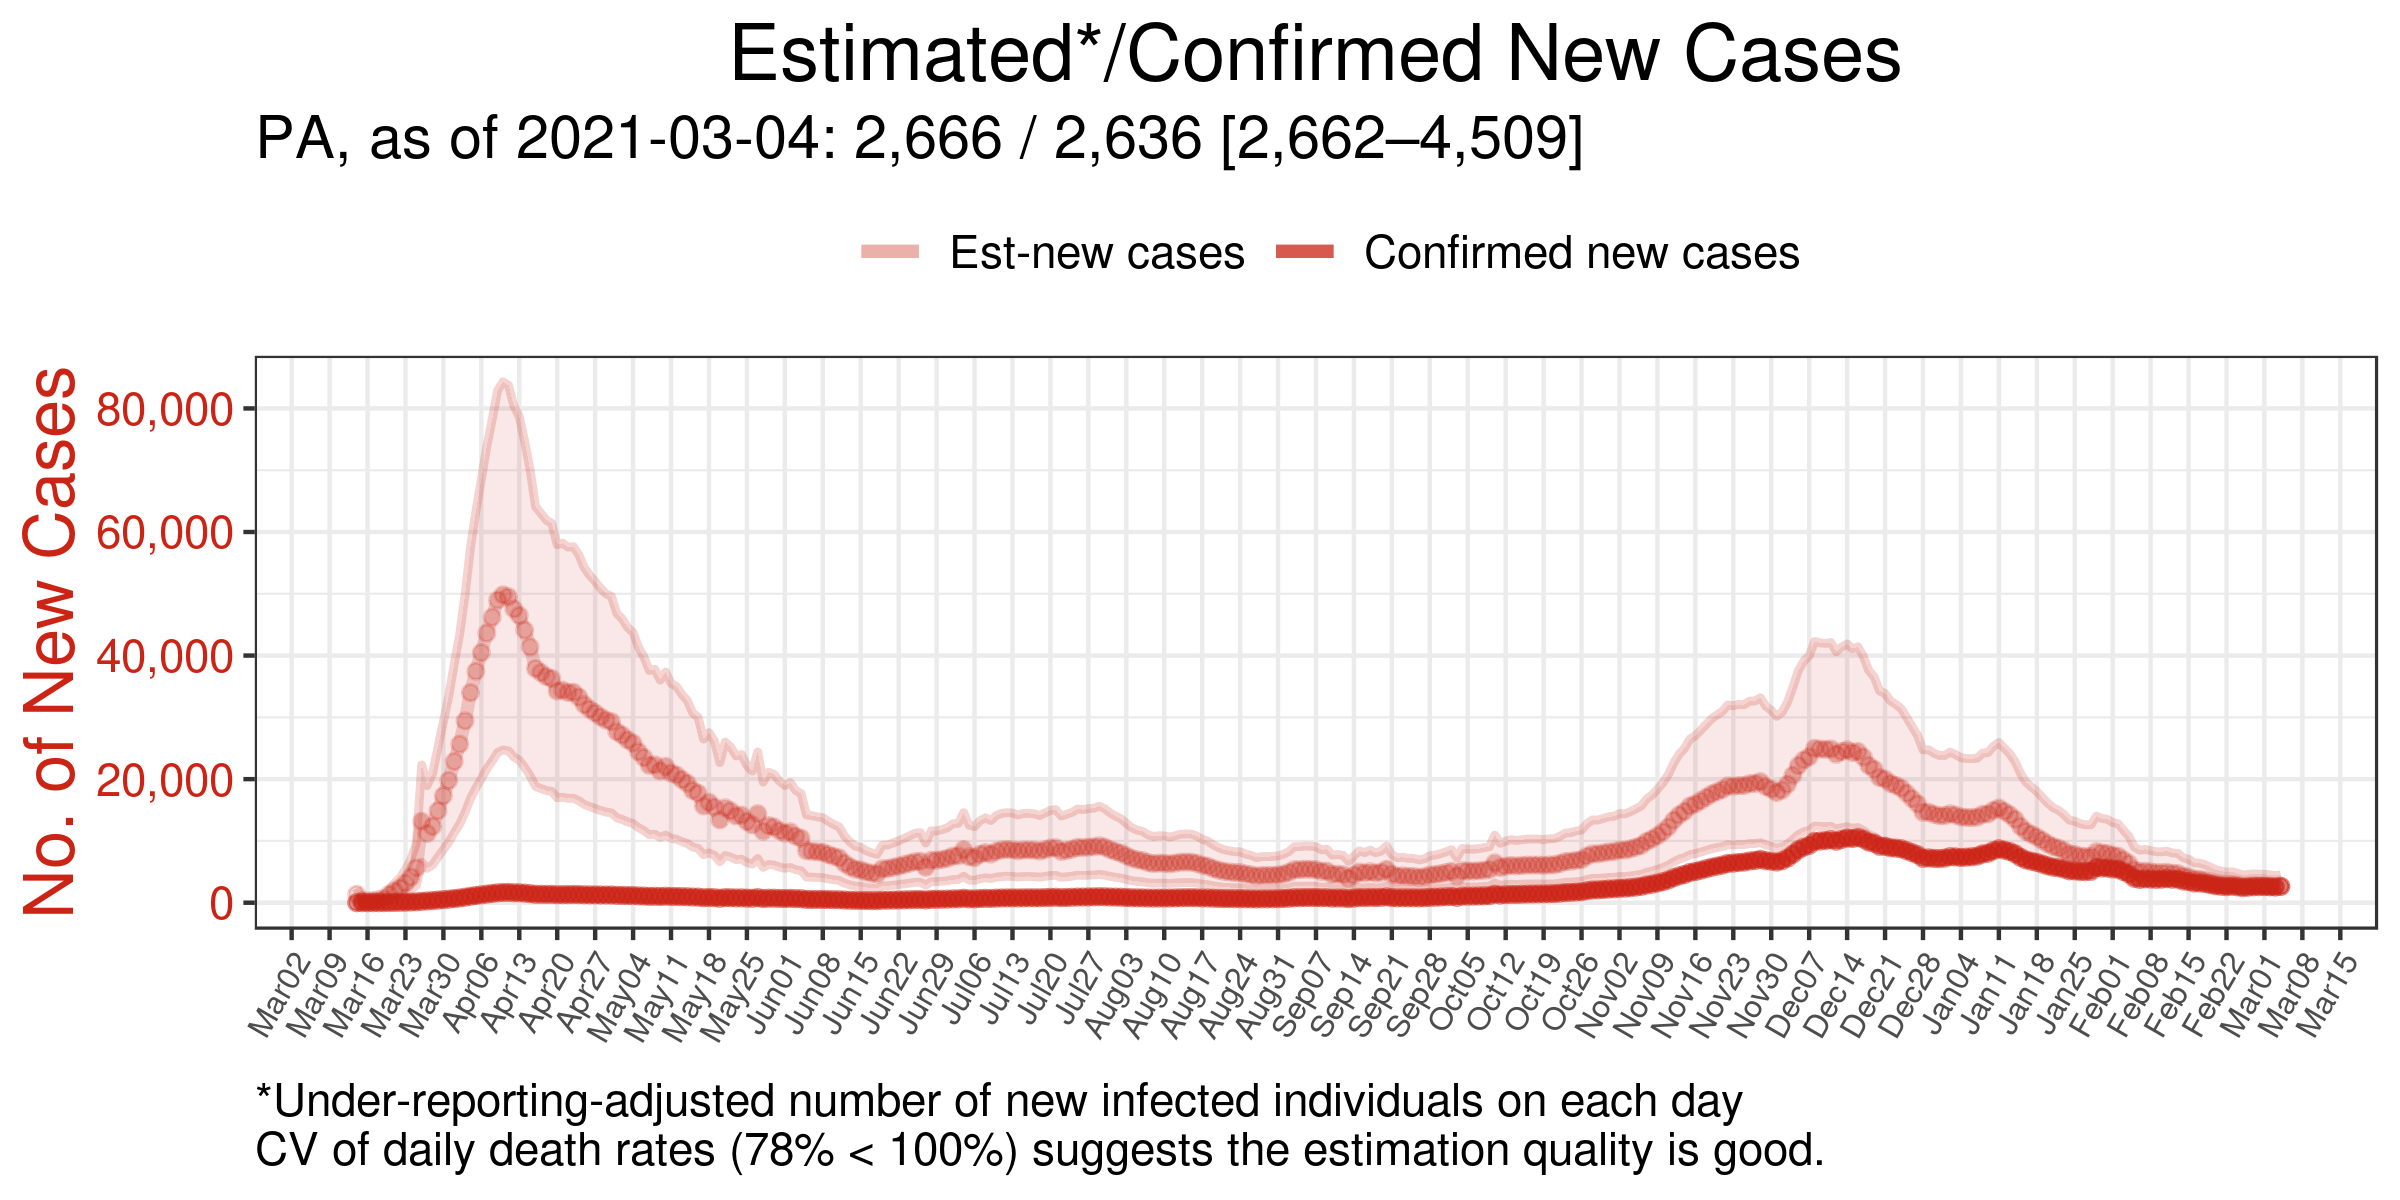 Estimated*/Confirmed New Cases
PA, as of 2021-03-04: 2,666 / 2,636 [2,662–4,509]
Est-new cases
Confirmed new cases
No. of New Cases
80,000
60,000
40,000
20,000
0
Mar02
Mar09
Mar16
Mar23
Mar30
Apr06
Apr13
Apr20
Apr27
May04
May11
May18
May25
Jun01
Jun08
Jun15
Jun22
Jun29
Jul06
Jul13
Jul20
Jul27
Aug03
Aug10
Aug17
Aug24
Aug31
Sep07
Sep14
Sep21
Sep28
Oct05
Oct12
Oct19
Oct26
Nov02
Nov09
Nov16
Nov23
Nov30
Dec07
Dec14
Dec21
Dec28
Jan04
Jan11
Jan18
Jan25
Feb01
Feb08
Feb15
Feb22
Mar01
Mar08
Mar15
*Under-reporting-adjusted number of new infected individuals on each day
CV of daily death rates (78% < 100%) suggests the estimation quality is good.